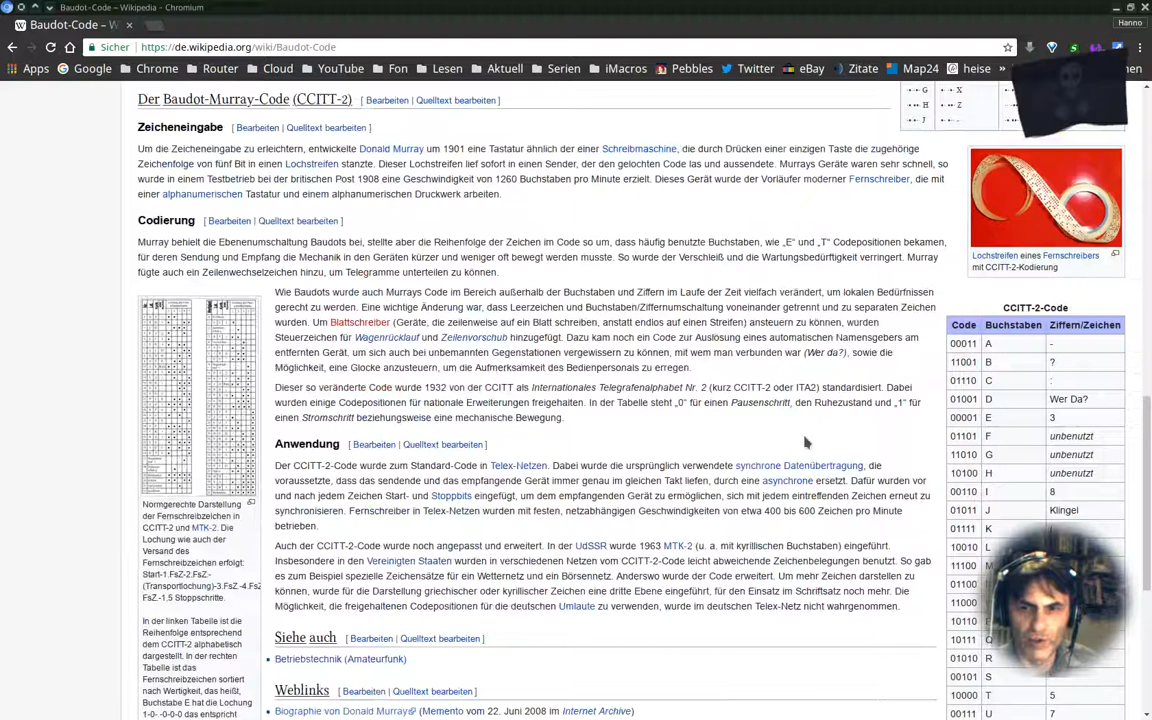 Baudot-Code – Wikipedia - Chromium
Baudot-Code – W
Hanno
Sicher
https://de.wikipedia.org/wiki/Baudot-Code
Apps Google Chrome Router Cloud YouTube Fon Lesen Aktuell Serien iMacros Pebbles Twitter eBay Zitate Map24 heise »
Der Baudot-Murray-Code (CCITT-2) [ Bearbeiten | Quelltext bearbeiten ]
Zeicheneingabe [ Bearbeiten | Quelltext bearbeiten ]
Um die Zeicheneingabe zu erleichtern, entwickelte Donald Murray um 1901 eine Tastatur ähnlich der einer Schreibmaschine, die durch Drücken einer einzigen Taste die zugehörige
Zeichenfolge von fünf Bit in einen Lochstreifen stanzte. Dieser Lochstreifen lief sofort in einen Sender, der den gelochten Code las und aussendete. Murrays Geräte waren sehr schnell, so
wurde in einem Testbetrieb bei der britischen Post 1908 eine Geschwindigkeit von 1260 Buchstaben pro Minute erzielt. Dieses Gerät wurde der Vorläufer moderner Fernschreiber, die mit
einer alphanumerischen Tastatur und einem alphanumerischen Druckwerk arbeiten.
Codierung [ Bearbeiten | Quelltext bearbeiten ]
Murray behielt die Ebenenumschaltung Baudots bei, stellte aber die Reihenfolge der Zeichen im Code so um, dass häufig benutzte Buchstaben, wie „E“ und „T“ Codepositionen bekamen,
für deren Sendung und Empfang die Mechanik in den Geräten kürzer und weniger oft bewegt werden musste. So wurde der Verschleiß und die Wartungsbedürftigkeit verringert. Murray
fügte auch ein Zeilenwechselzeichen hinzu, um Telegramme unterteilen zu können.
Wie Baudots wurde auch Murrays Code im Bereich außerhalb der Buchstaben und Ziffern im Laufe der Zeit vielfach verändert, um lokalen Bedürfnissen
gerecht zu werden. Eine wichtige Änderung war, dass Leerzeichen und Buchstaben/Ziffernumschaltung voneinander getrennt und zu separaten Zeichen
wurden. Um Blattschreiber (Geräte, die zeilenweise auf ein Blatt schreiben, anstatt endlos auf einen Streifen) ansteuern zu können, wurden
Steuerzeichen für Wagenrücklauf und Zeilenvorschub hinzugefügt. Dazu kam noch ein Code zur Auslösung eines automatischen Namensgebers am
entfernten Gerät, um sich auch bei unbemannten Gegenstationen vergewissern zu können, mit wem man verbunden war (Wer da?), sowie die
Möglichkeit, eine Glocke anzusteuern, um die Aufmerksamkeit des Bedienpersonals zu erregen.
Dieser so veränderte Code wurde 1932 von der CCITT als Internationales Telegrafenalphabet Nr. 2 (kurz CCITT-2 oder ITA2) standardisiert. Dabei
wurden einige Codepositionen für nationale Erweiterungen freigehalten. In der Tabelle steht „0“ für einen Pausenschritt, den Ruhezustand und „1“ für
einen Stromschritt beziehungsweise eine mechanische Bewegung.
Anwendung [ Bearbeiten | Quelltext bearbeiten ]
Der CCITT-2-Code wurde zum Standard-Code in Telex-Netzen. Dabei wurde die ursprünglich verwendete synchrone Datenübertragung, die
voraussetzte, dass das sendende und das empfangende Gerät immer genau im gleichen Takt liefen, durch eine asynchrone ersetzt. Dafür wurden vor
und nach jedem Zeichen Start- und Stoppbits eingefügt, um dem empfangenden Gerät zu ermöglichen, sich mit jedem eintreffenden Zeichen erneut zu
synchronisieren. Fernschreiber in Telex-Netzen wurden mit festen, netzabhängigen Geschwindigkeiten von etwa 400 bis 600 Zeichen pro Minute
betrieben.
Auch der CCITT-2-Code wurde noch angepasst und erweitert. In der UdSSR wurde 1963 MTK-2 (u. a. mit kyrillischen Buchstaben) eingeführt.
Insbesondere in den Vereinigten Staaten wurden in verschiedenen Netzen vom CCITT-2-Code leicht abweichende Zeichenbelegungen benutzt. So gab
es zum Beispiel spezielle Zeichensätze für ein Wetternetz und ein Börsennetz. Anderswo wurde der Code erweitert. Um mehr Zeichen darstellen zu
können, wurde für die Darstellung griechischer oder kyrillischer Zeichen eine dritte Ebene eingeführt, für den Einsatz im Schriftsatz noch mehr. Die
Möglichkeit, die freigehaltenen Codepositionen für die deutschen Umlaute zu verwenden, wurde im deutschen Telex-Netz nicht wahrgenommen.
Siehe auch [ Bearbeiten | Quelltext bearbeiten ]
• Betriebstechnik (Amateurfunk)
Weblinks [ Bearbeiten | Quelltext bearbeiten ]
• Biographie von Donald Murray (Memento vom 22. Juni 2008 im Internet Archive)
Normgerechte Darstellung
der Fernschreibzeichen in
CCITT-2 und MTK-2. Die
Lochung wie auch der
Versand des
Fernschreibzeichen erfolgt:
Start-1.FsZ-2.FsZ.-
(Transportlochung)-3.FsZ-4.FsZ
FsZ.-1,5 Stoppschritte.
In der linken Tabelle ist die
Reihenfolge entsprechend
dem CCITT-2 alphabetisch
dargestellt. In der rechten
Tabelle ist das
Fernschreibzeichen sortiert
nach Wertigkeit, das heißt,
Buchstabe E hat die Lochung
1-0- -0-0-0 das entspricht
G X
H Z
J -
Lochstreifen eines Fernschreibers
mit CCITT-2-Kodierung
CCITT-2-Code
Code Buchstaben Ziffern/Zeichen
00011 A -
11001 B ?
01110 C :
01001 D Wer Da?
00001 E 3
01101 F unbenutzt
11010 G unbenutzt
10100 H unbenutzt
00110 I 8
01011 J Klingel
01111 K
10010 L
11100
01100
11000
10110
10111
01010 R
00101 S
10000 T 5
00111 U 7